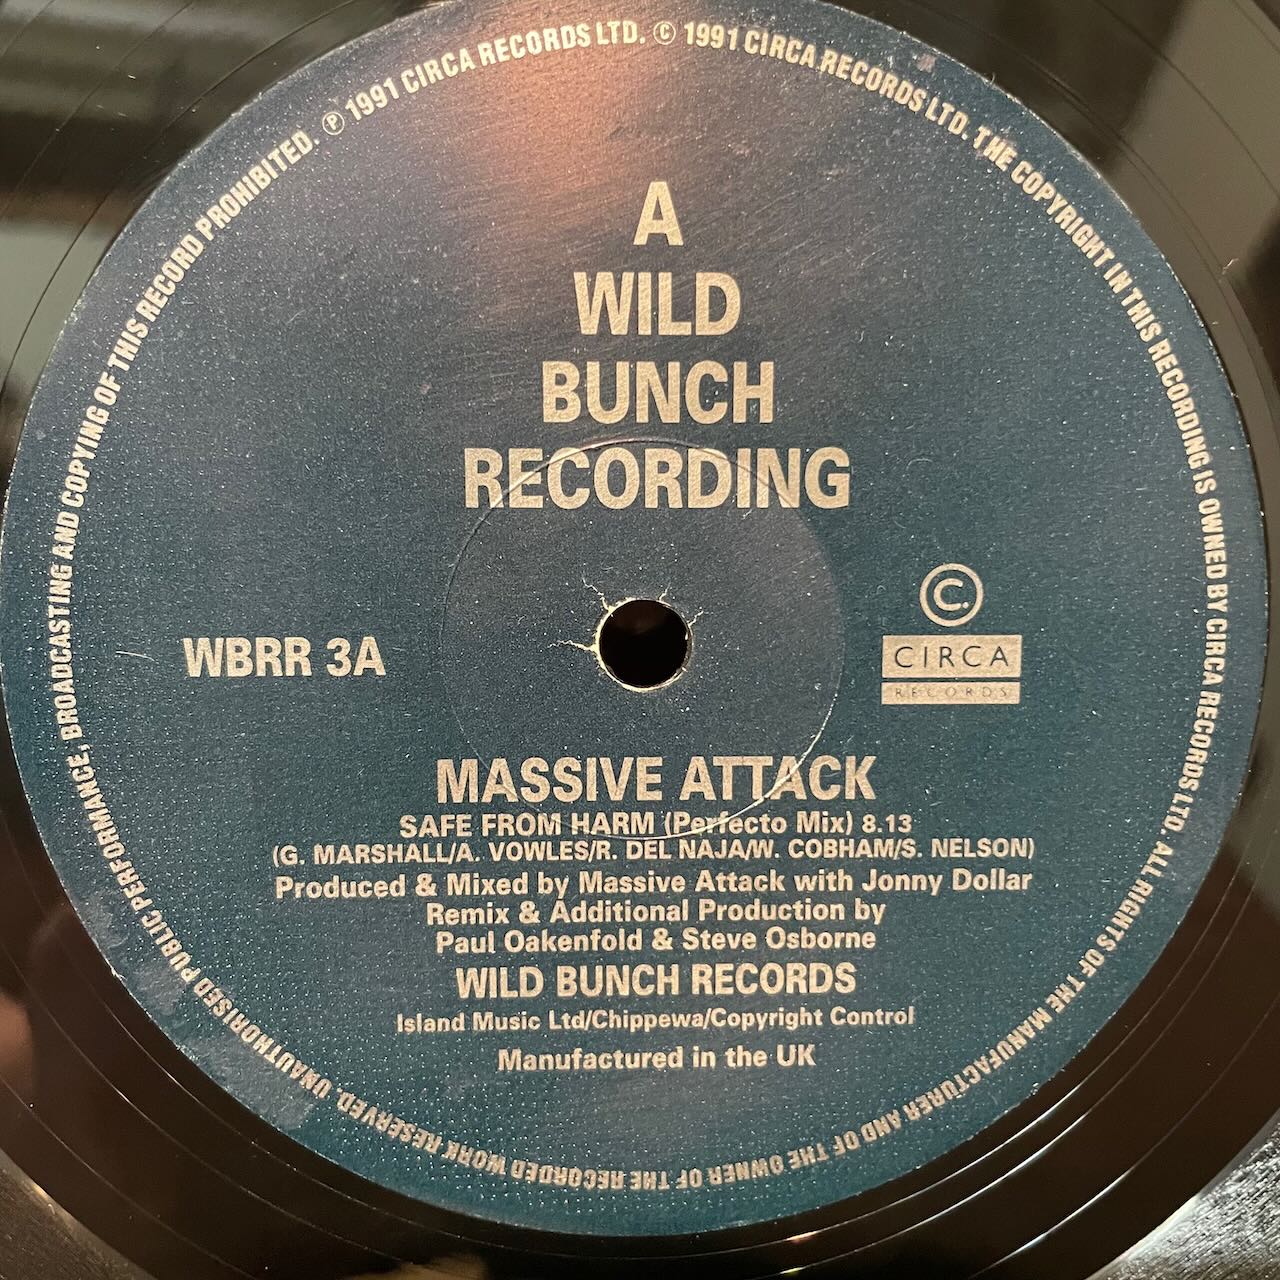 A
WILD
BUNCH
RECORDING
WBRR 3A
C.
CIRCA
RECORDS
MASSIVE ATTACK
SAFE FROM HARM (Perfecto Mix) 8.13
(G. MARSHALL/A. VOWLES/R. DEL NAJA/W. COBHAM/S. NELSON)
Produced & Mixed by Massive Attack with Jonny Dollar
Remix & Additional Production by
Paul Oakenfold & Steve Osborne
WILD BUNCH RECORDS
Island Music Ltd/Chippewa/Copyright Control
Manufactured in the UK
℗ 1991 CIRCA RECORDS LTD. © 1991 CIRCA RECORDS LTD. THE COPYRIGHT IN THIS RECORDING IS OWNED BY CIRCA RECORDS LTD. ALL RIGHTS OF THE MANUFACTURER AND OF THE OWNER OF THE RECORDED WORK RESERVED. UNAUTHORISED PUBLIC PERFORMANCE, BROADCASTING AND COPYING OF THIS RECORD PROHIBITED.